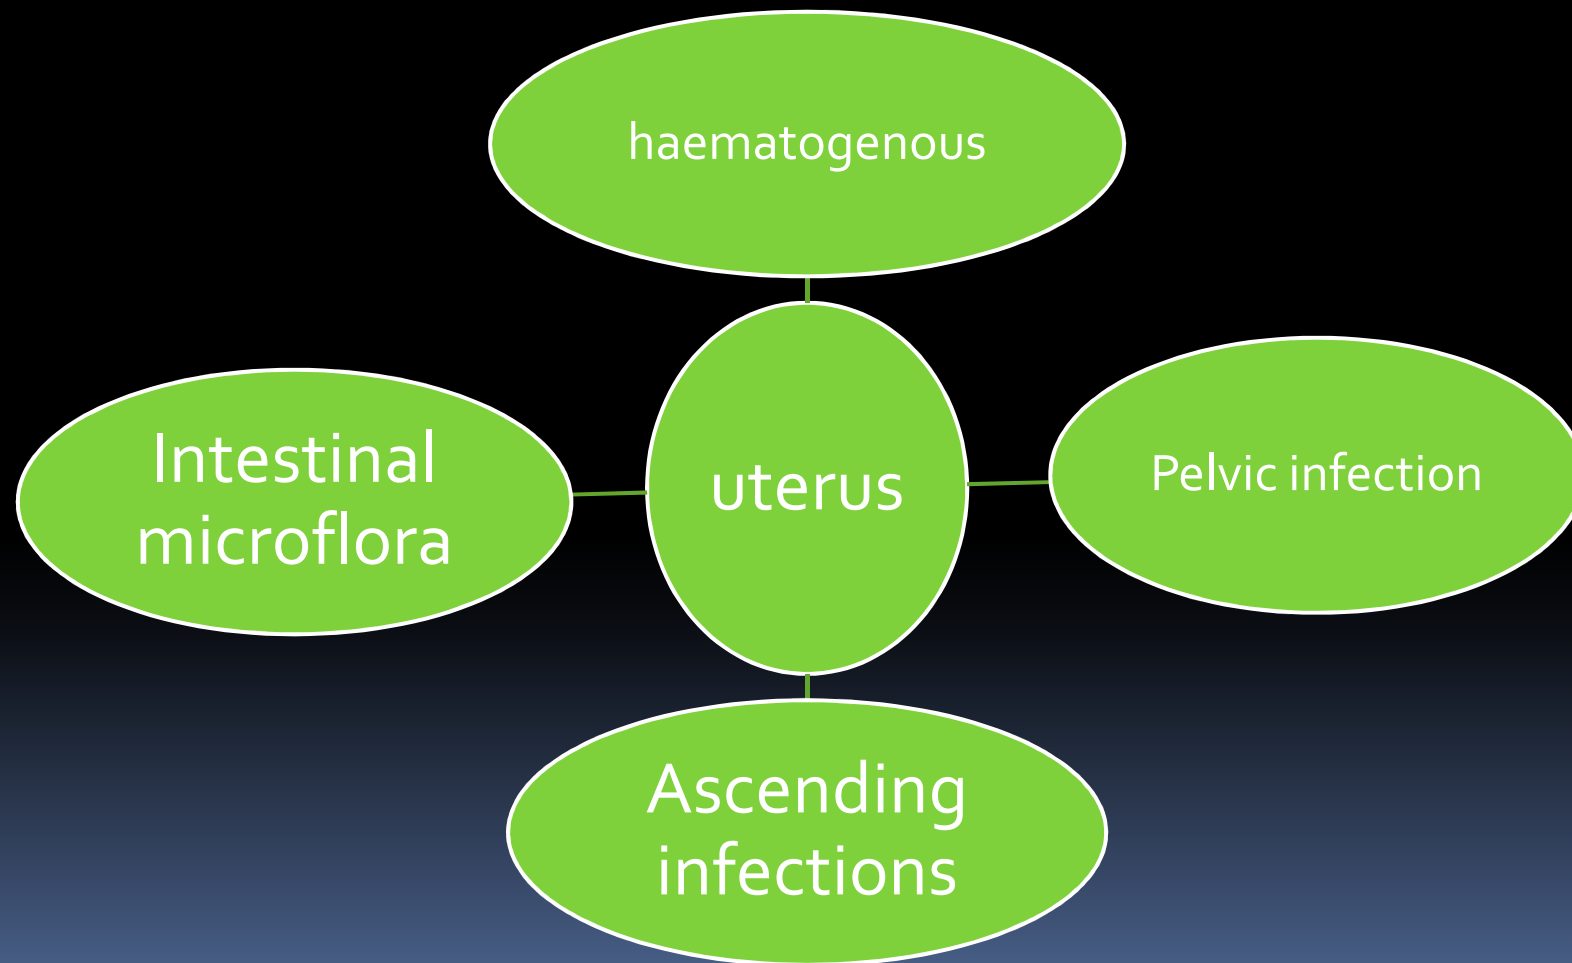 haematogenous
Intestinal
microflora
uterus
Pelvic infection
Ascending
infections